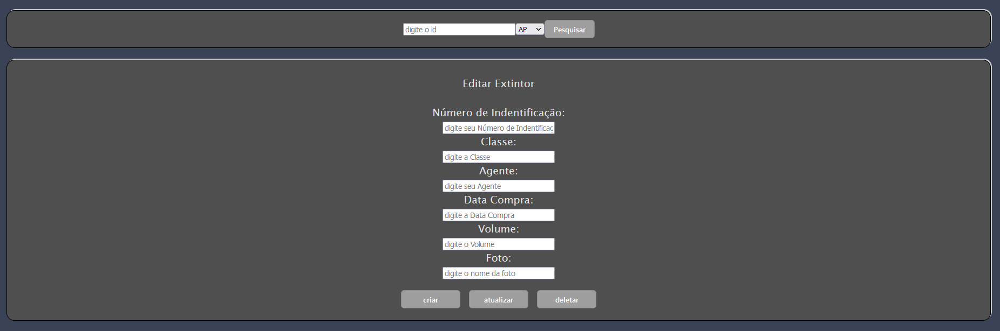 digite o id AP Pesquisar
Editar Extintor
Número de Indentificação:
digite seu Número de Indentificaç
Classe:
digite a Classe
Agente:
digite seu Agente
Data Compra:
digite a Data Compra
Volume:
digite o Volume
Foto:
digite o nome da foto
criar atualizar deletar